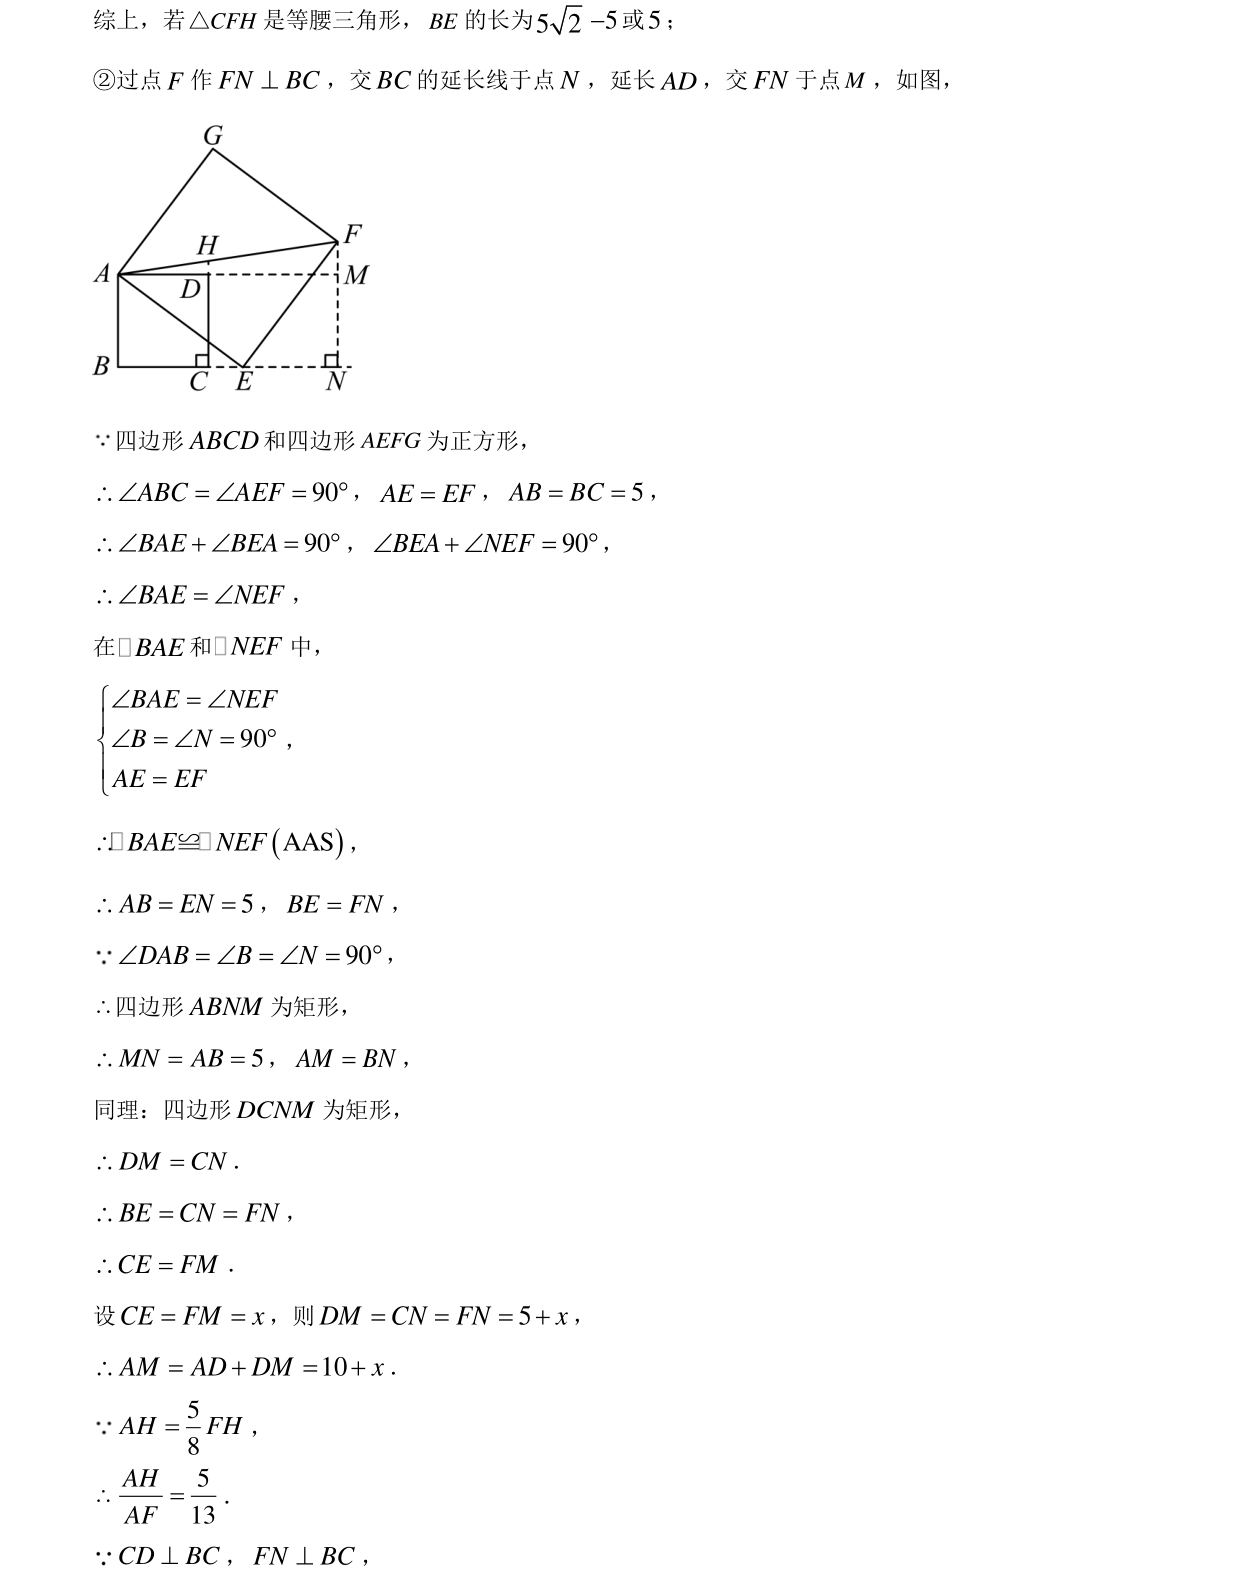 综上，若△CFH 是等腰三角形，BE 的长为5√2－5或5；
②过点F 作 FN⊥BC，交BC的延长线于点N，延长AD，交FN于点M，如图，
G
F
H
A
M
D
B
C E N
∵四边形ABCD和四边形AEFG为正方形，
∴∠ABC=∠AEF=90°，AE=EF，AB=BC=5，
∴∠BAE+∠BEA=90°，∠BEA+∠NEF=90°，
∴∠BAE=∠NEF，
在□BAE和□NEF中，
∠BAE=∠NEF
{∠B=∠N=90°，
AE=EF
∴□BAE≌□NEF(AAS)，
∴AB=EN=5，BE=FN，
∵∠DAB=∠B=∠N=90°，
∴四边形ABNM 为矩形，
∴MN=AB=5，AM=BN，
同理：四边形DCNM 为矩形，
∴DM=CN．
∴BE=CN=FN，
∴CE=FM．
设CE=FM=x，则DM=CN=FN=5+x，
∴AM=AD+DM=10+x．
∵AH=5/8 FH，
∴AH/AF=5/13．
∵CD⊥BC，FN⊥BC，